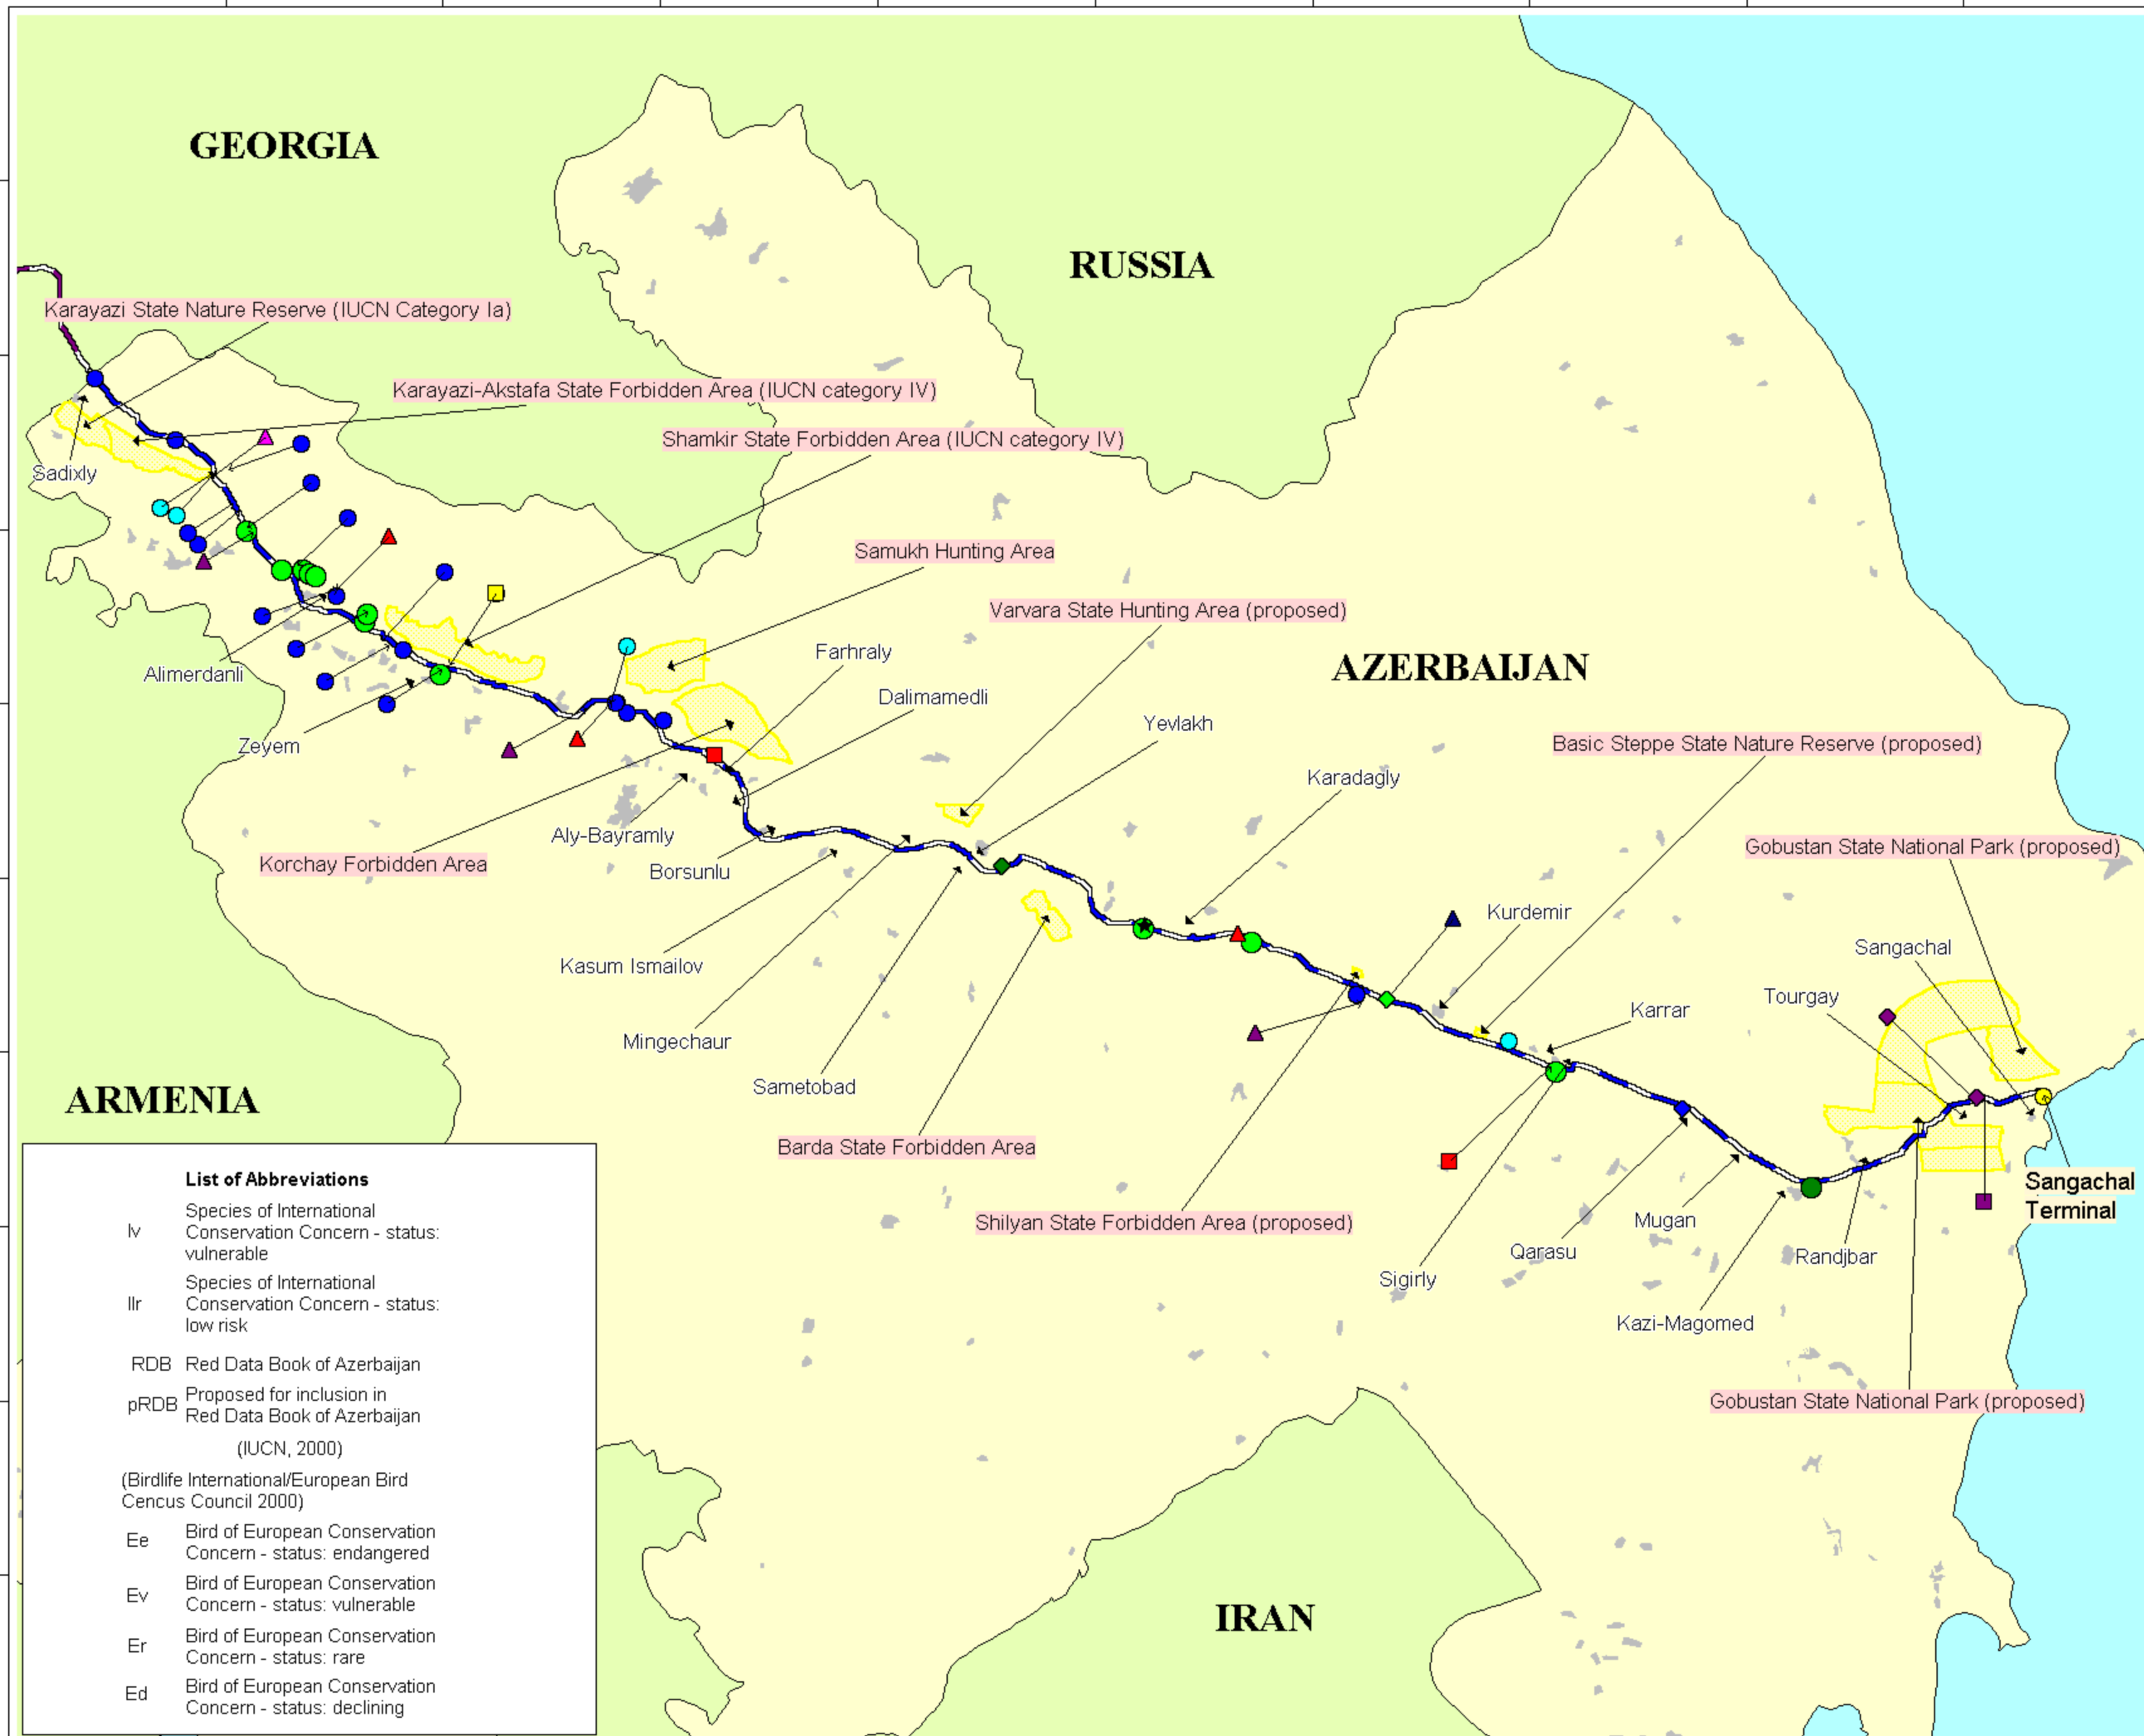 GEORGIA
RUSSIA
Karayazi State Nature Reserve (IUCN Category Ia)
Karayazi-Akstafa State Forbidden Area (IUCN category IV)
Shamkir State Forbidden Area (IUCN category IV)
Sadixly
Samukh Hunting Area
Varvara State Hunting Area (proposed)
Farhraly
AZERBAIJAN
Alimerdanli
Dalimamedli
Yevlakh
Zeyem
Basic Steppe State Nature Reserve (proposed)
Karadagly
Aly-Bayramly
Gobustan State National Park (proposed)
Korchay Forbidden Area
Borsunlu
Kurdemir
Sangachal
Kasum Ismailov
Tourgay
Karrar
Mingechaur
Sametobad
ARMENIA
Barda State Forbidden Area
Sangachal
Terminal
Shilyan State Forbidden Area (proposed)
Mugan
Qarasu
Randjbar
Sigirly
Kazi-Magomed
Gobustan State National Park (proposed)
IRAN
List of Abbreviations
Iv Species of International
Conservation Concern - status:
vulnerable
Ilr Species of International
Conservation Concern - status:
low risk
RDB Red Data Book of Azerbaijan
pRDB Proposed for inclusion in
Red Data Book of Azerbaijan
(IUCN, 2000)
(Birdlife International/European Bird
Cencus Council 2000)
Ee Bird of European Conservation
Concern - status: endangered
Ev Bird of European Conservation
Concern - status: vulnerable
Er Bird of European Conservation
Concern - status: rare
Ed Bird of European Conservation
Concern - status: declining